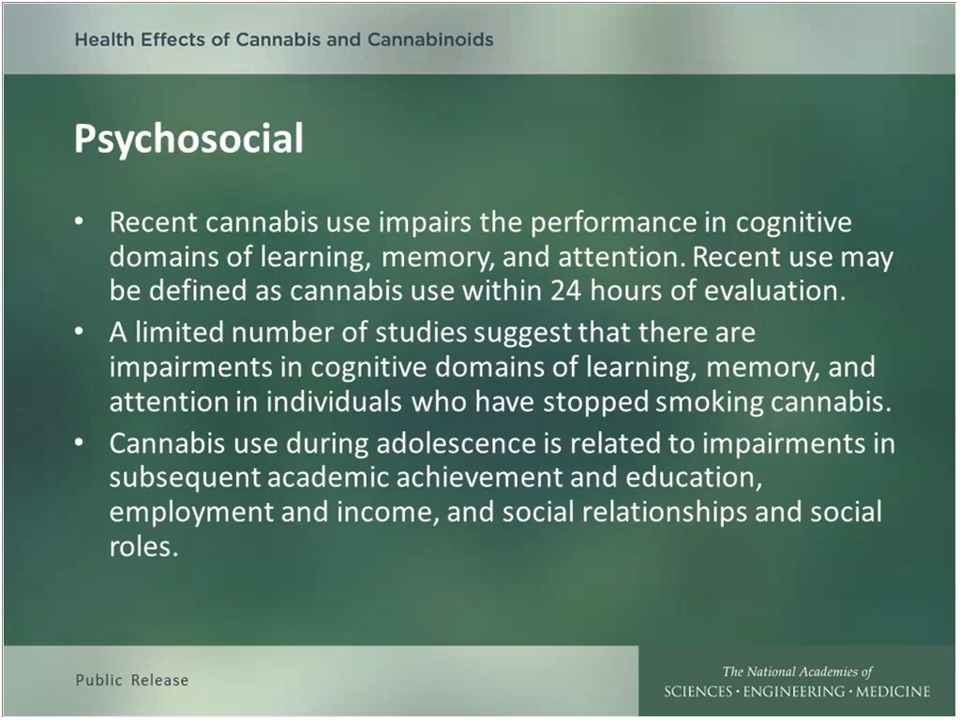 Health Effects of Cannabis and Cannabinoids
Psychosocial
• Recent cannabis use impairs the performance in cognitive
domains of learning, memory, and attention. Recent use may
be defined as cannabis use within 24 hours of evaluation.
• A limited number of studies suggest that there are
impairments in cognitive domains of learning, memory, and
attention in individuals who have stopped smoking cannabis.
• Cannabis use during adolescence is related to impairments in
subsequent academic achievement and education,
employment and income, and social relationships and social
roles.
Public Release
The National Academies of
SCIENCES • ENGINEERING • MEDICINE